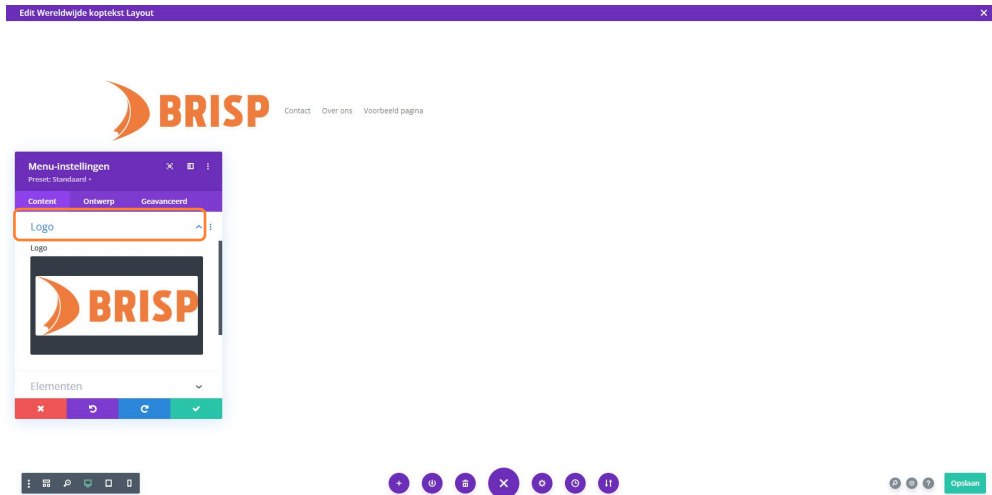 Edit Wereldwijde koptekst Layout
BRISP
Contact Over ons Voorbeeld pagina
Menu-instellingen
Preset: Standaard
Content Ontwerp Geavanceerd
Logo
Logo
BRISP
Elementen
Opslaan